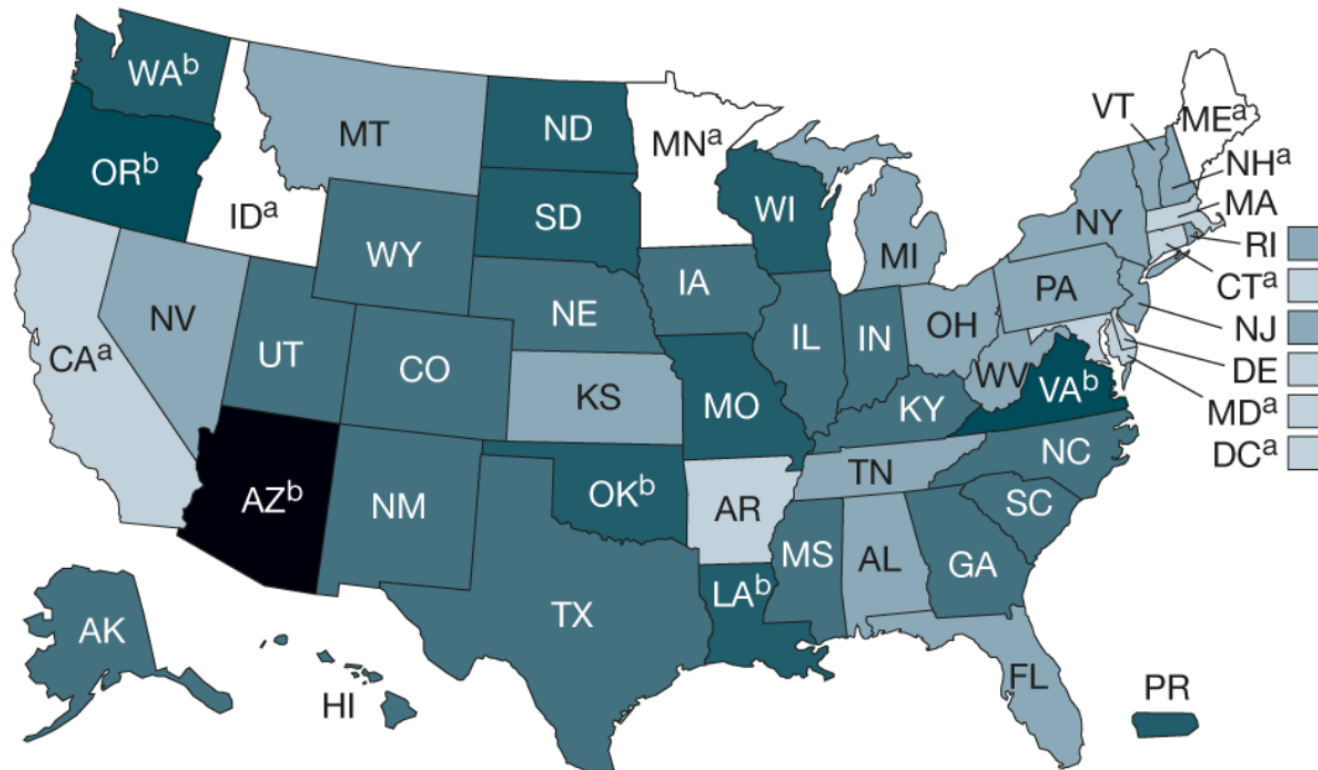 WAᵇ
ORᵇ
MT
IDᵃ
ND
MNᵃ
SD
WI
WY
MI
VT
MEᵃ
NHᵃ
MA
NY
RI
CTᵃ
NJ
DE
MDᵃ
DCᵃ
PA
NV
CAᵃ
UT
CO
NE
IA
IL
IN
OH
WV
VAᵇ
KS
MO
KY
AZᵇ
NM
OKᵇ
AR
TN
NC
SC
TX
LAᵇ
MS
AL
GA
FL
AK
HI
PR